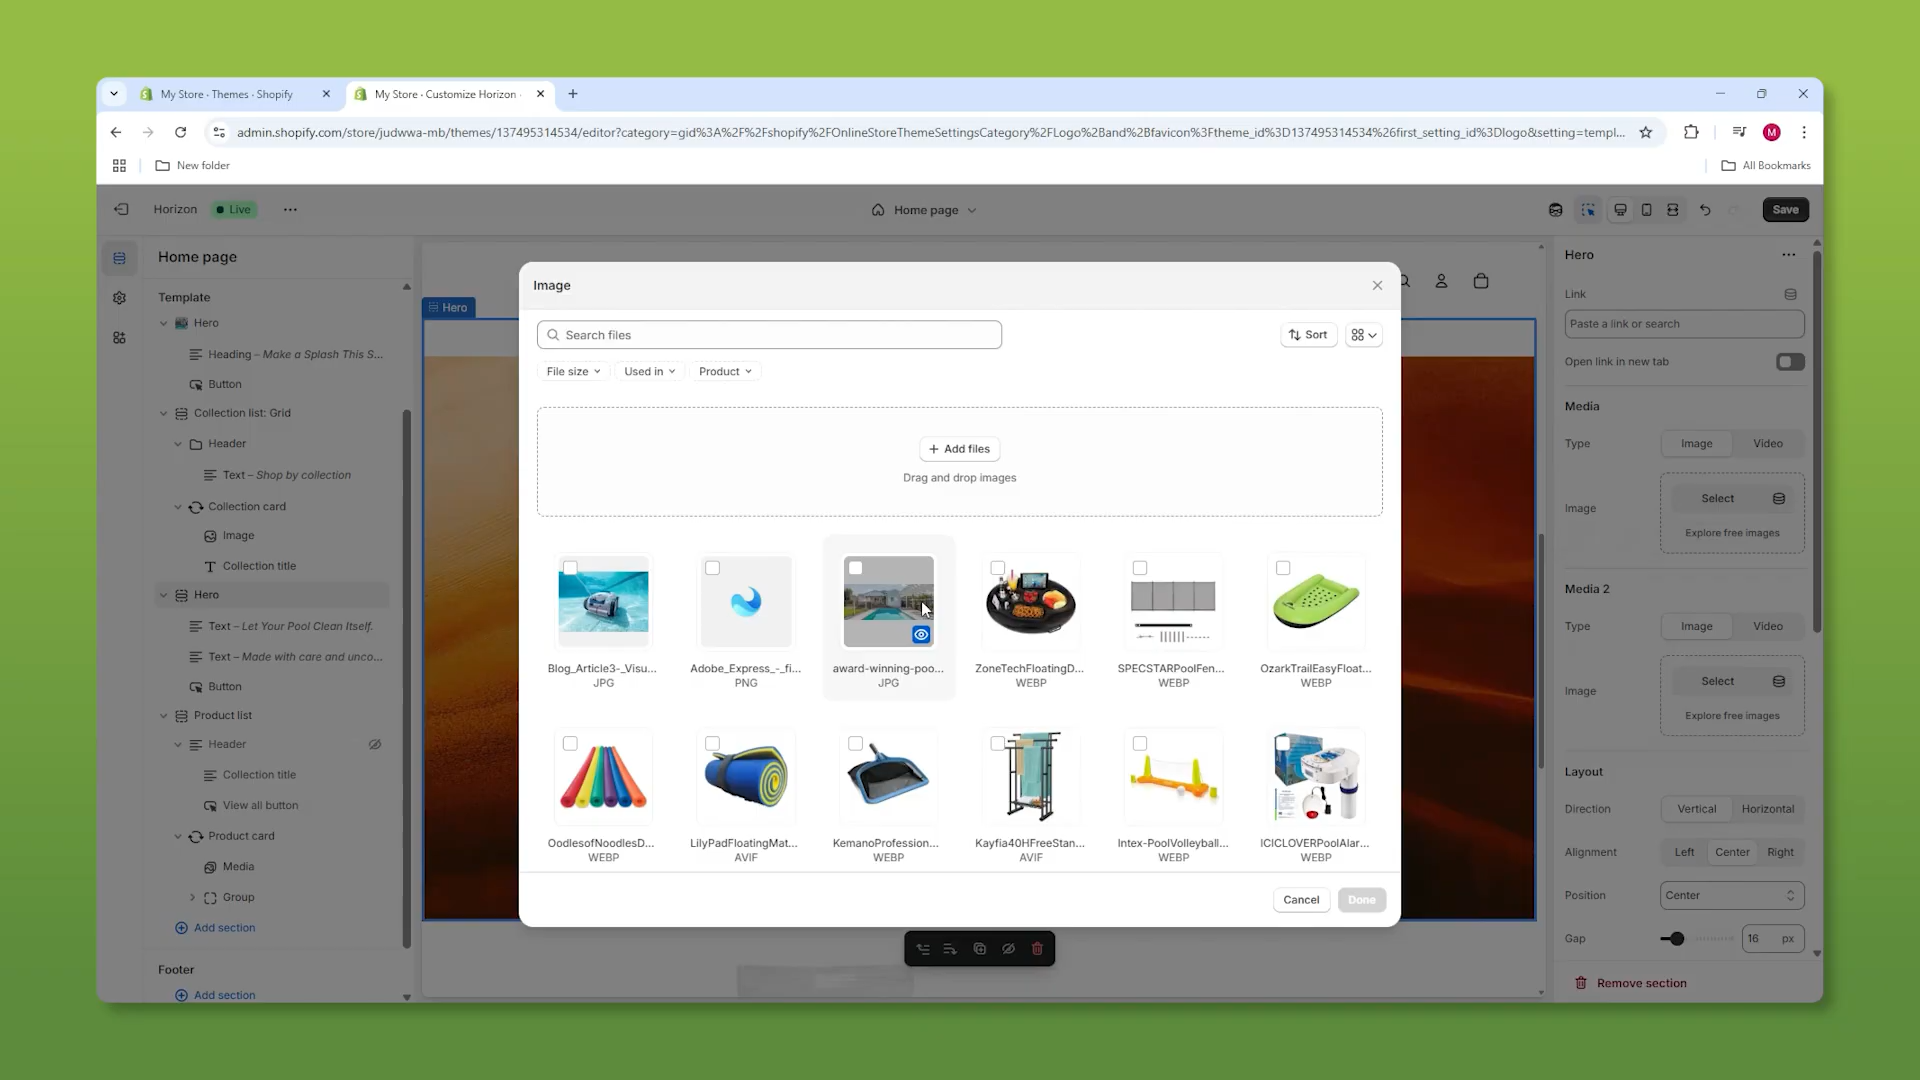 My Store · Themes · Shopify
My Store · Customize Horizon ·
admin.shopify.com/store/judwwa-mb/themes/137495314534/editor?category=gid%3A%2F%2Fshopify%2FOnlineStoreThemeSettingsCategory%2FLogo%2Band%2Bfavicon%3Ftheme_id%3D137495314534%26first_setting_id%3Dlogo&setting=templ...
M
New folder
All Bookmarks
Horizon
Live
Home page
Save
Home page
Template
Hero
Heading – Make a Splash This S...
Button
Collection list: Grid
Header
Text – Shop by collection
Collection card
Image
Collection title
Hero
Text – Let Your Pool Clean Itself.
Text – Made with care and unco...
Button
Product list
Header
Collection title
View all button
Product card
Media
Group
Add section
Footer
Add section
Hero
Image
Search files
Sort
File size
Used in
Product
Add files
Drag and drop images
Blog_Article3-_Visu...
JPG
Adobe_Express_-_fi...
PNG
award-winning-poo...
JPG
ZoneTechFloatingD...
WEBP
SPECSTARPoolFen...
WEBP
OzarkTrailEasyFloat...
WEBP
OodlesofNoodlesD...
WEBP
LilyPadFloatingMat...
AVIF
KemanoProfession...
WEBP
Kayfia40HFreeStan...
AVIF
Intex-PoolVolleyball...
WEBP
ICICLOVERPoolAlar...
WEBP
Cancel
Done
Hero
Link
Paste a link or search
Open link in new tab
Media
Type
Image
Video
Image
Select
Explore free images
Media 2
Type
Image
Video
Image
Select
Explore free images
Layout
Direction
Vertical
Horizontal
Alignment
Left
Center
Right
Position
Center
Gap
16
px
Remove section